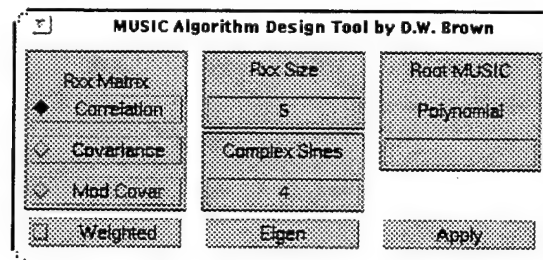 MUSIC Algorithm Design Tool by D.W. Brown
Rxx Matrix
Correlation
Covariance
Mod Covar
Weighted
Rxx Size
5
Complex Sines
4
Eigen
Root MUSIC
Polynomial
Apply